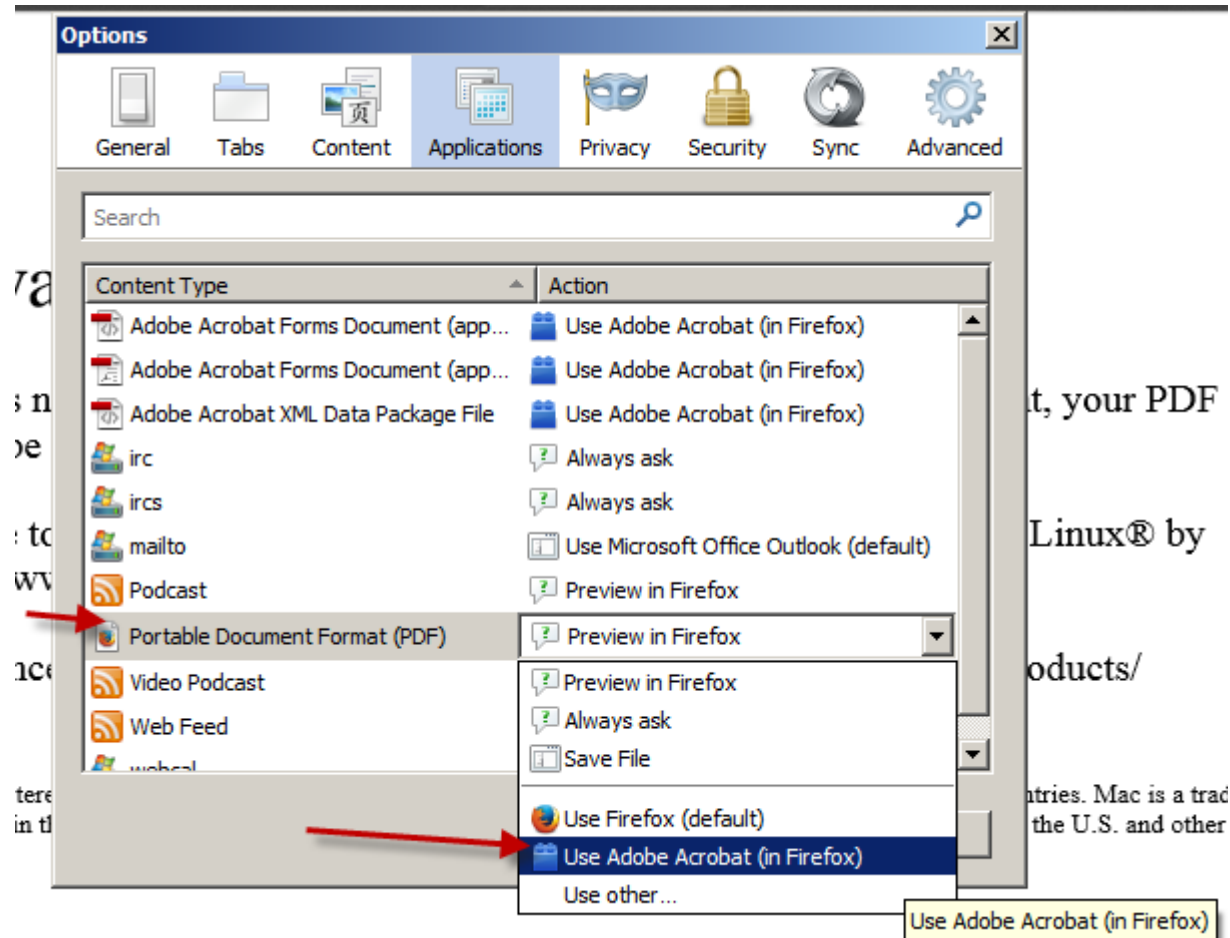 Options
General Tabs Content Applications Privacy Security Sync Advanced
页
Search
Content Type Action
Adobe Acrobat Forms Document (app... Use Adobe Acrobat (in Firefox)
Adobe Acrobat Forms Document (app... Use Adobe Acrobat (in Firefox)
Adobe Acrobat XML Data Package File Use Adobe Acrobat (in Firefox)
it, your PDF
irc Always ask
ircs Always ask
mailto Use Microsoft Office Outlook (default)
Linux® by
Podcast Preview in Firefox
Portable Document Format (PDF) Preview in Firefox
Video Podcast Preview in Firefox
oducts/
Web Feed Always ask
Save File
ntries. Mac is a trad
in th
the U.S. and other
Use Firefox (default)
Use Adobe Acrobat (in Firefox)
Use other...
Use Adobe Acrobat (in Firefox)